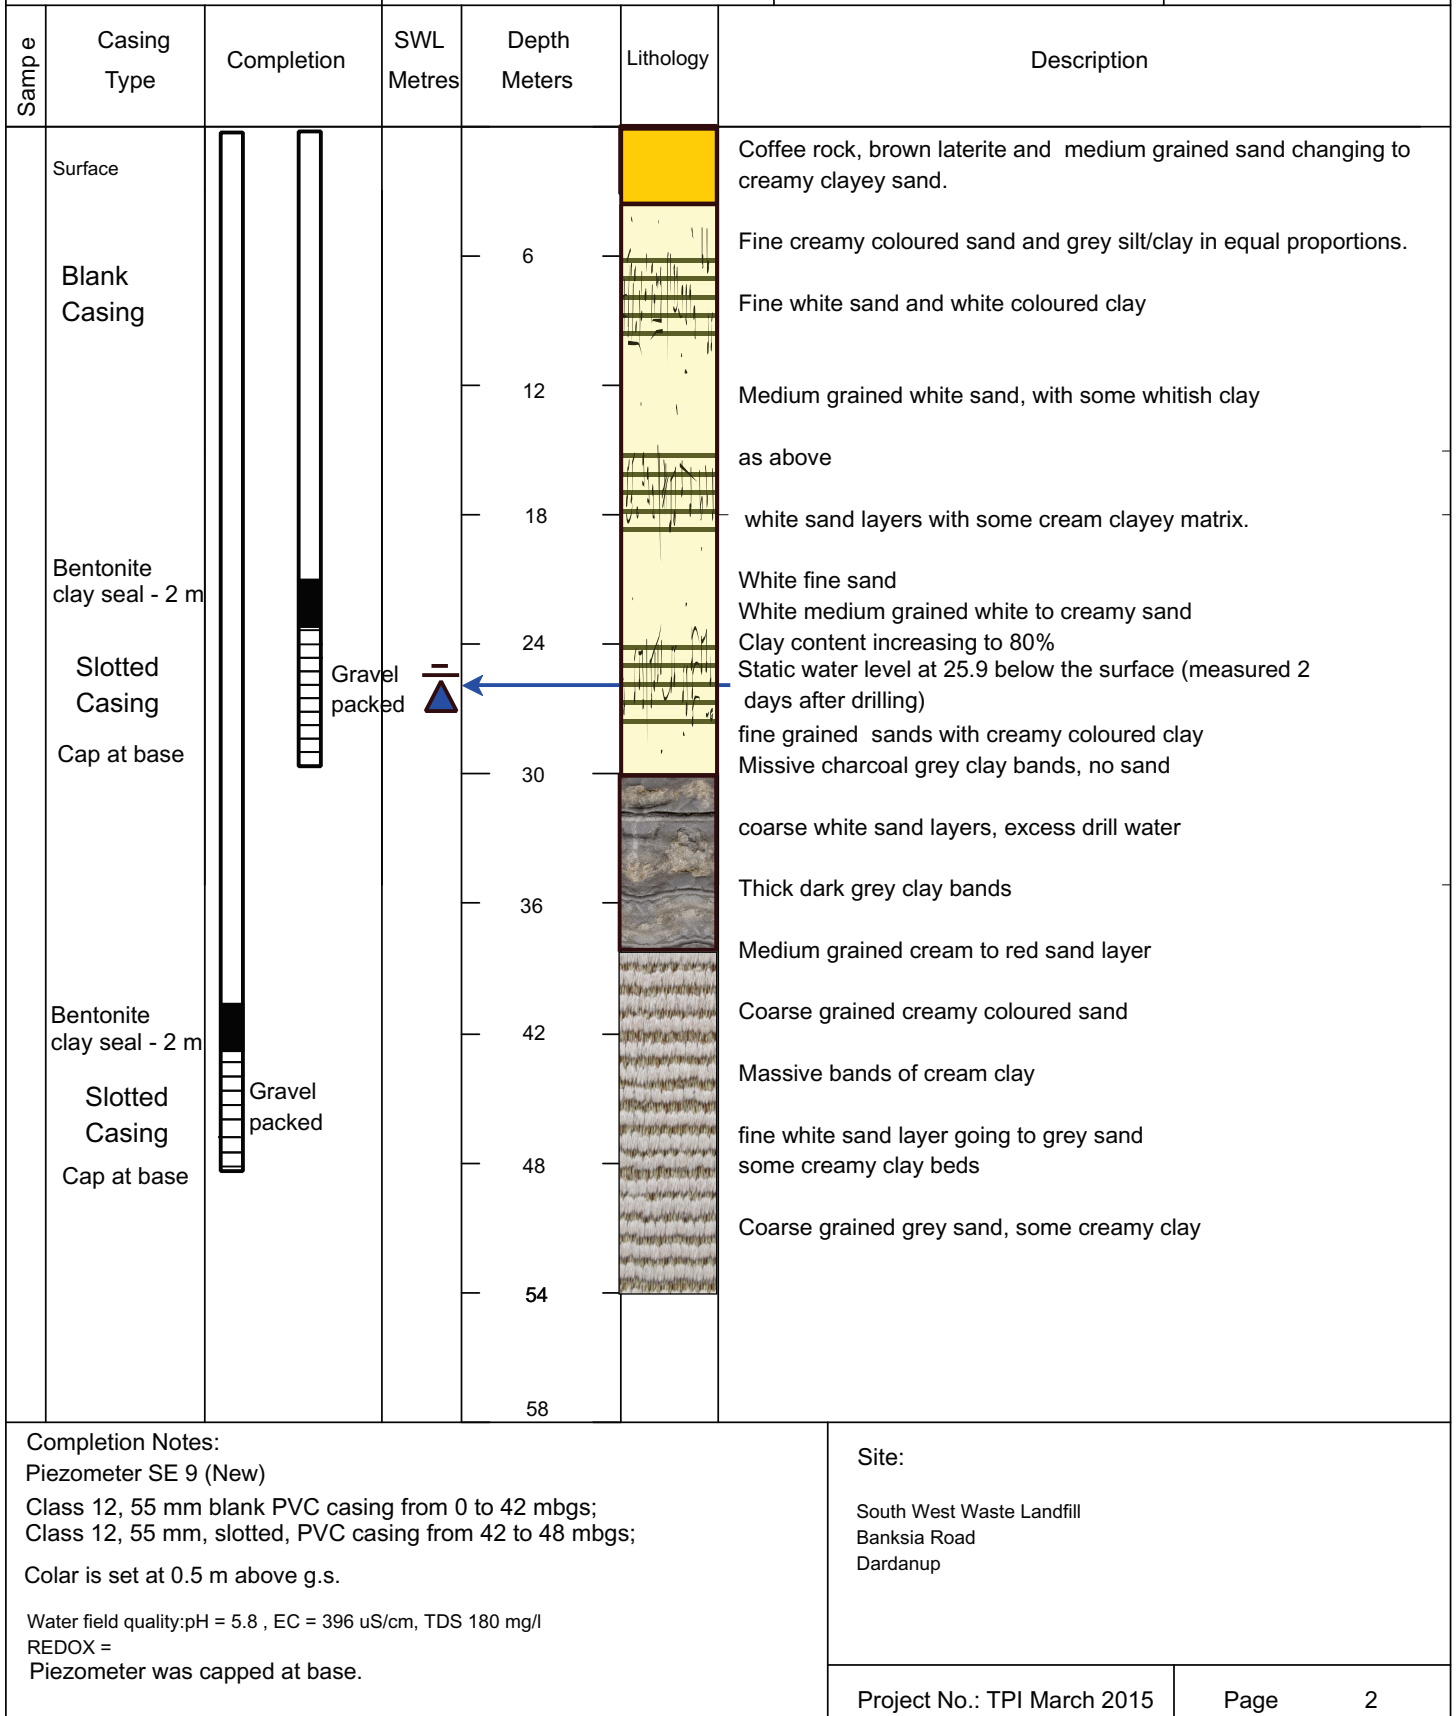 Samp e
Casing
Type
Completion
SWL
Metres
Depth
Meters
Lithology
Description
Surface
Coffee rock, brown laterite and medium grained sand changing to
creamy clayey sand.
6
Fine creamy coloured sand and grey silt/clay in equal proportions.
Blank
Casing
Fine white sand and white coloured clay
12
Medium grained white sand, with some whitish clay
as above
18
white sand layers with some cream clayey matrix.
Bentonite
clay seal - 2 m
White fine sand
White medium grained white to creamy sand
24
Clay content increasing to 80%
Slotted
Casing
Gravel
packed
Static water level at 25.9 below the surface (measured 2
days after drilling)
Cap at base
fine grained sands with creamy coloured clay
30
Missive charcoal grey clay bands, no sand
coarse white sand layers, excess drill water
Thick dark grey clay bands
36
Medium grained cream to red sand layer
Bentonite
clay seal - 2 m
42
Coarse grained creamy coloured sand
Massive bands of cream clay
Slotted
Casing
Gravel
packed
fine white sand layer going to grey sand
some creamy clay beds
Cap at base
48
Coarse grained grey sand, some creamy clay
54
58
Completion Notes:
Piezometer SE 9 (New)
Class 12, 55 mm blank PVC casing from 0 to 42 mbgs;
Class 12, 55 mm, slotted, PVC casing from 42 to 48 mbgs;
Colar is set at 0.5 m above g.s.
Water field quality:pH = 5.8 , EC = 396 uS/cm, TDS 180 mg/l
REDOX =
Piezometer was capped at base.
Site:
South West Waste Landfill
Banksia Road
Dardanup
Project No.: TPI March 2015
Page 2